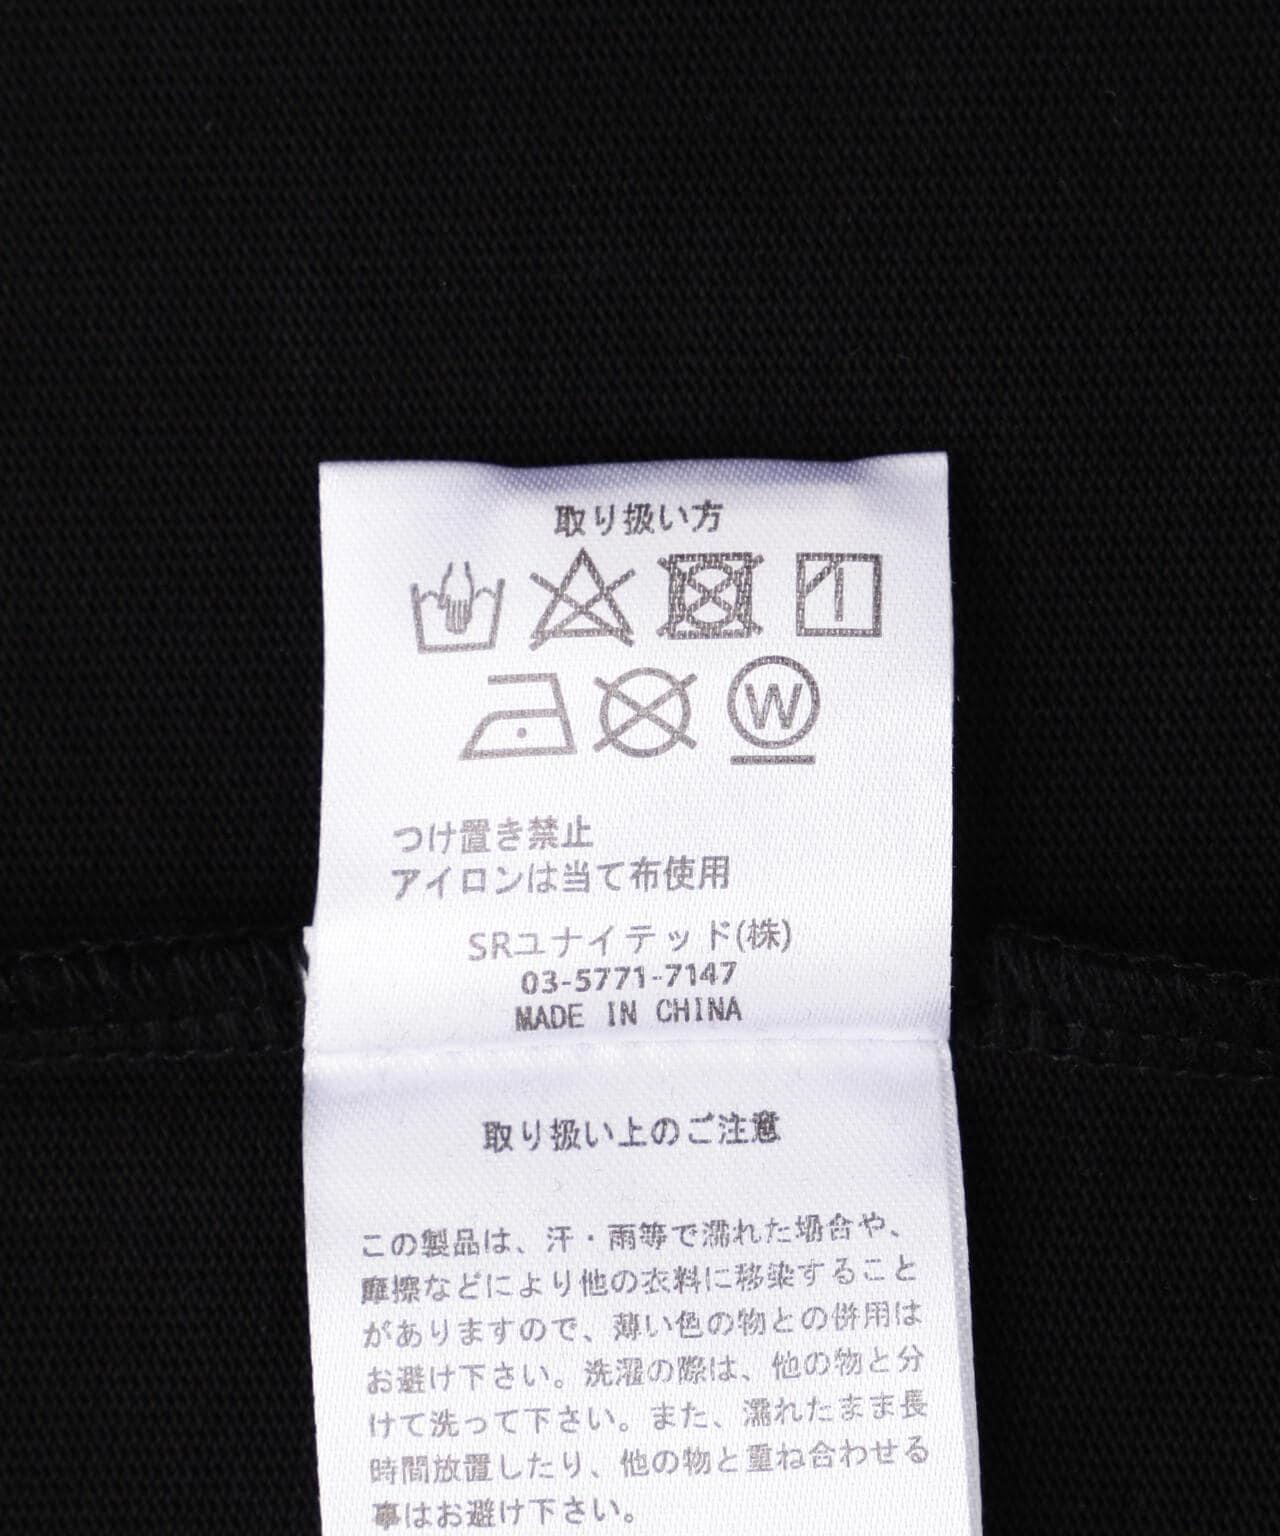 取り扱い方
W
つけ置き禁止
アイロンは当て布使用
SRユナイテッド(株)
03-5771-7147
MADE IN CHINA
取り扱い上のご注意
この製品は、汗・雨等で濡れた場合や、
摩擦などにより他の衣料に移染すること
がありますので、薄い色の物との併用は
お避け下さい。洗濯の際は、他の物と分
けて洗って下さい。また、濡れたまま長
時間放置したり、他の物と重ね合わせる
事はお避け下さい。